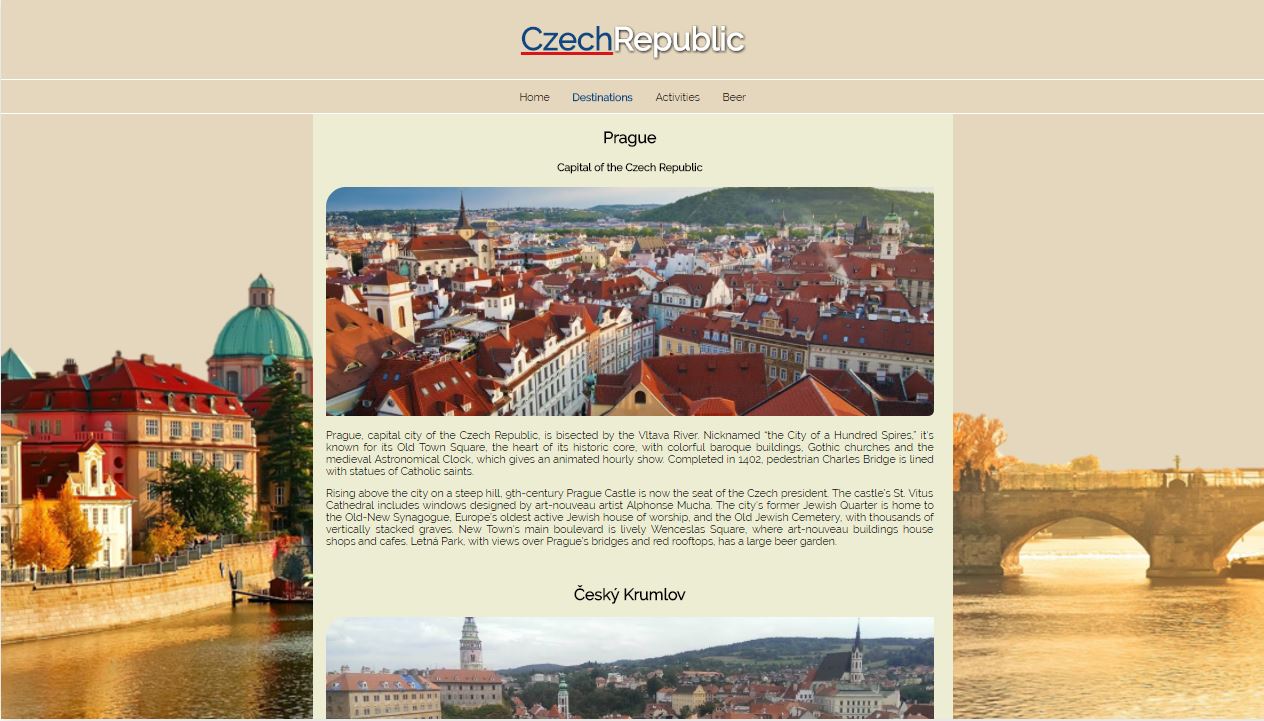 CzechRepublic
Home Destinations Activities Beer
Prague
Capital of the Czech Republic
Prague, capital city of the Czech Republic, is bisected by the Vltava River. Nicknamed “the City of a Hundred Spires,” it’s
known for its Old Town Square, the heart of its historic core, with colorful baroque buildings, Gothic churches and the
medieval Astronomical Clock, which gives an animated hourly show. Completed in 1402, pedestrian Charles Bridge is lined
with statues of Catholic saints.
Rising above the city on a steep hill, 9th-century Prague Castle is now the seat of the Czech president. The castle’s St. Vitus
Cathedral includes windows designed by art-nouveau artist Alphonse Mucha. The city’s former Jewish Quarter is home to
the Old-New Synagogue, Europe’s oldest active Jewish house of worship, and the Old Jewish Cemetery, with thousands of
vertically stacked graves. New Town’s main boulevard is lively Wenceslas Square, where art-nouveau buildings house
shops and cafes. Letná Park, with views over Prague’s bridges and red rooftops, has a large beer garden.
Český Krumlov